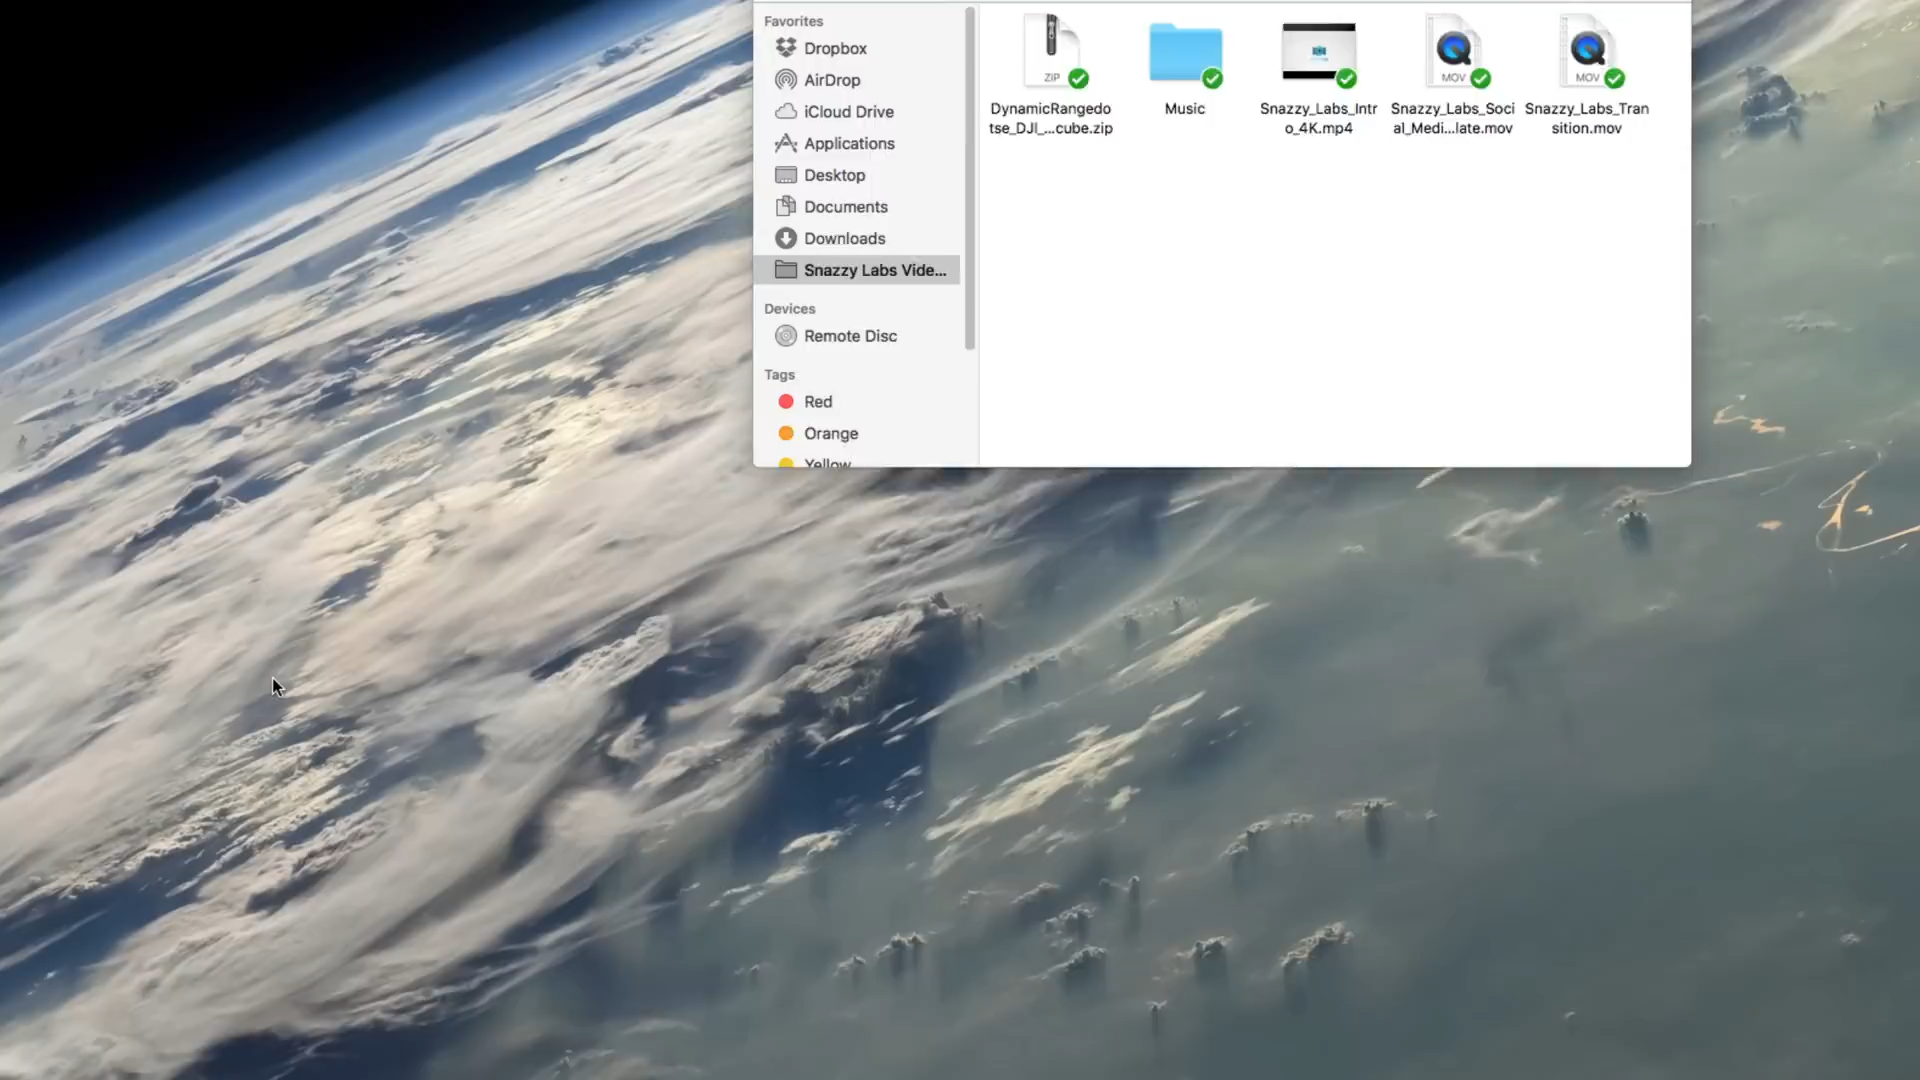 Favorites
Dropbox
AirDrop
iCloud Drive
Applications
Desktop
Documents
Downloads
Snazzy Labs Vide...
Devices
Remote Disc
Tags
Red
Orange
Yellow
ZIP
DynamicRangedo
tse_DJI_...cube.zip
Music
Snazzy_Labs_Intr
o_4K.mp4
MOV
Snazzy_Labs_Soci
al_Medi...late.mov
MOV
Snazzy_Labs_Tran
sition.mov